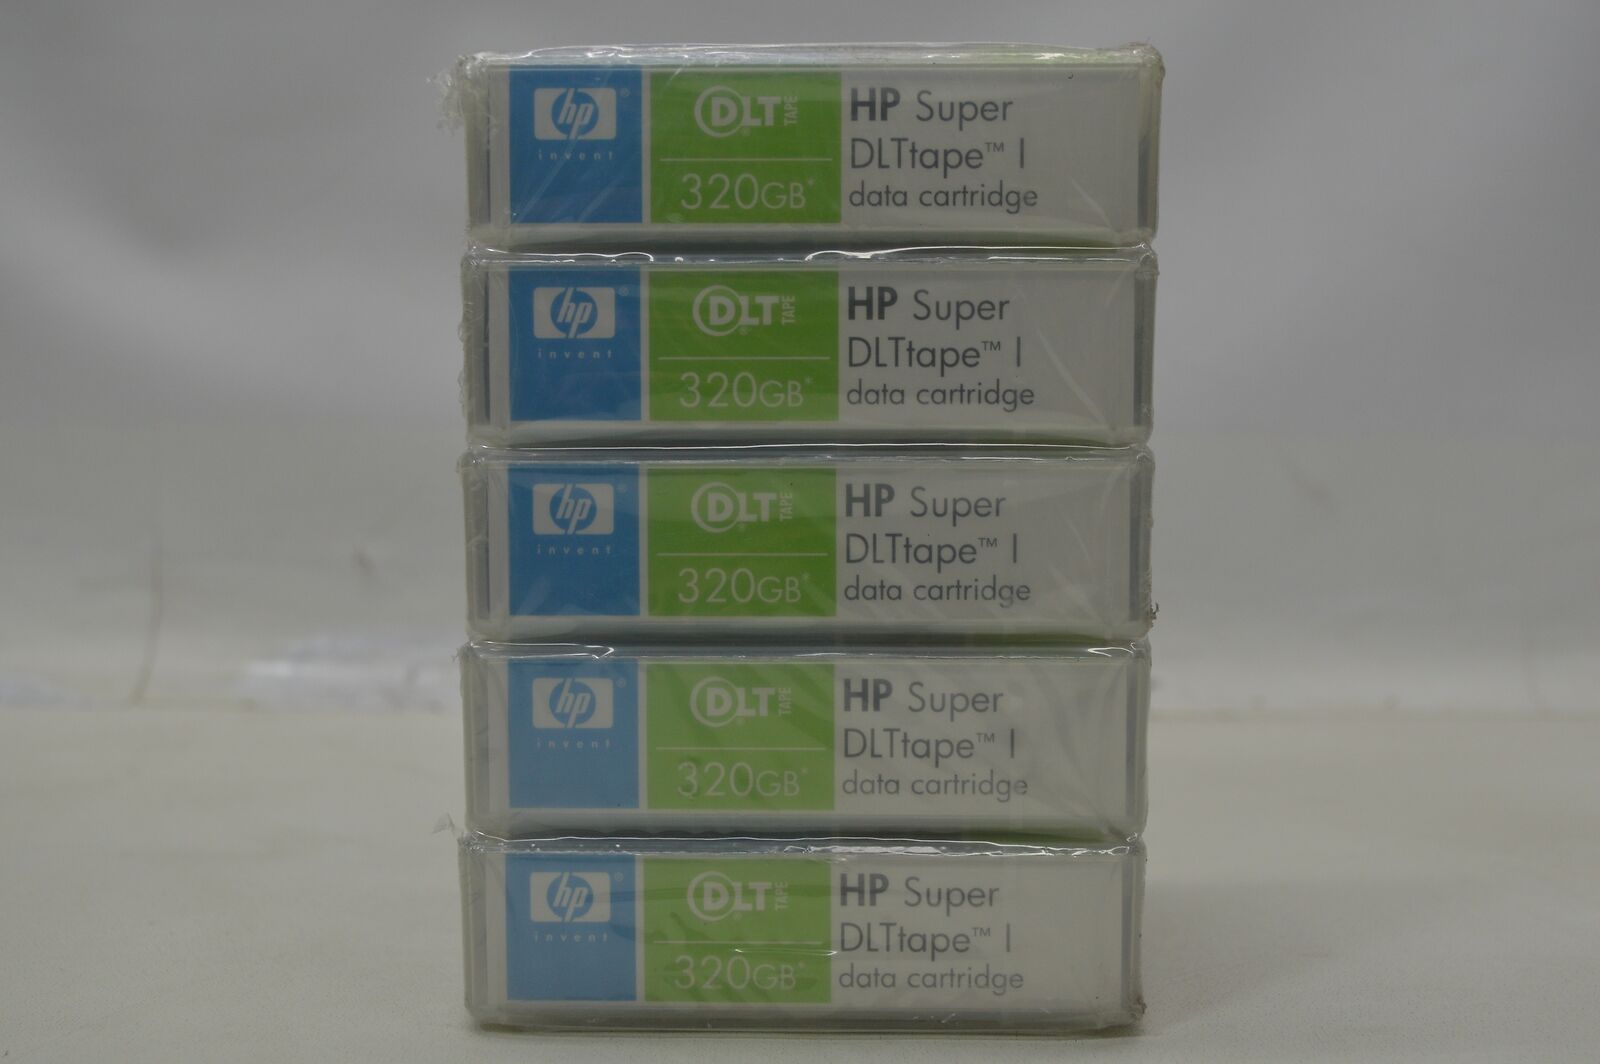 hp®
invent
DLT TAPE
320GB*
HP Super
DLTtape™ I
data cartridge
hp®
invent
DLT TAPE
320GB*
HP Super
DLTtape™ I
data cartridge
hp®
invent
DLT TAPE
320GB*
HP Super
DLTtape™ I
data cartridge
hp®
invent
DLT TAPE
320GB*
HP Super
DLTtape™ I
data cartridge
hp®
invent
DLT TAPE
320GB*
HP Super
DLTtape™ I
data cartridge